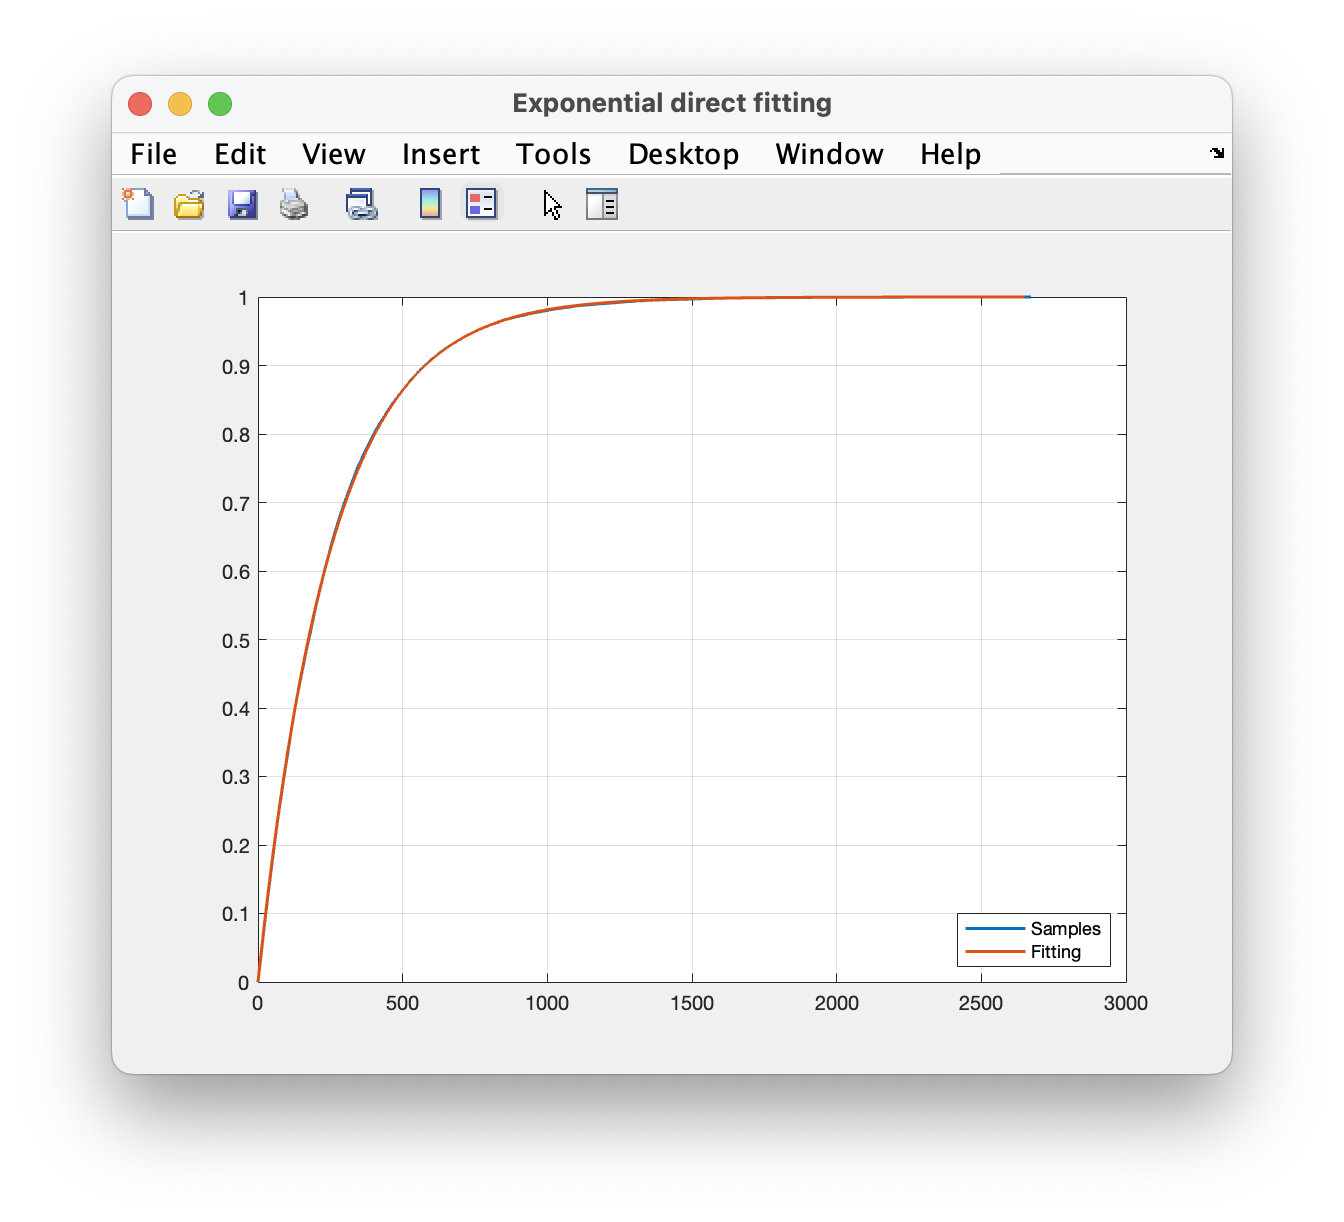 Exponential direct fitting
File Edit View Insert Tools Desktop Window Help
1
0.9
0.8
0.7
0.6
0.5
0.4
0.3
0.2
0.1
0
Samples
Fitting
0 500 1000 1500 2000 2500 3000